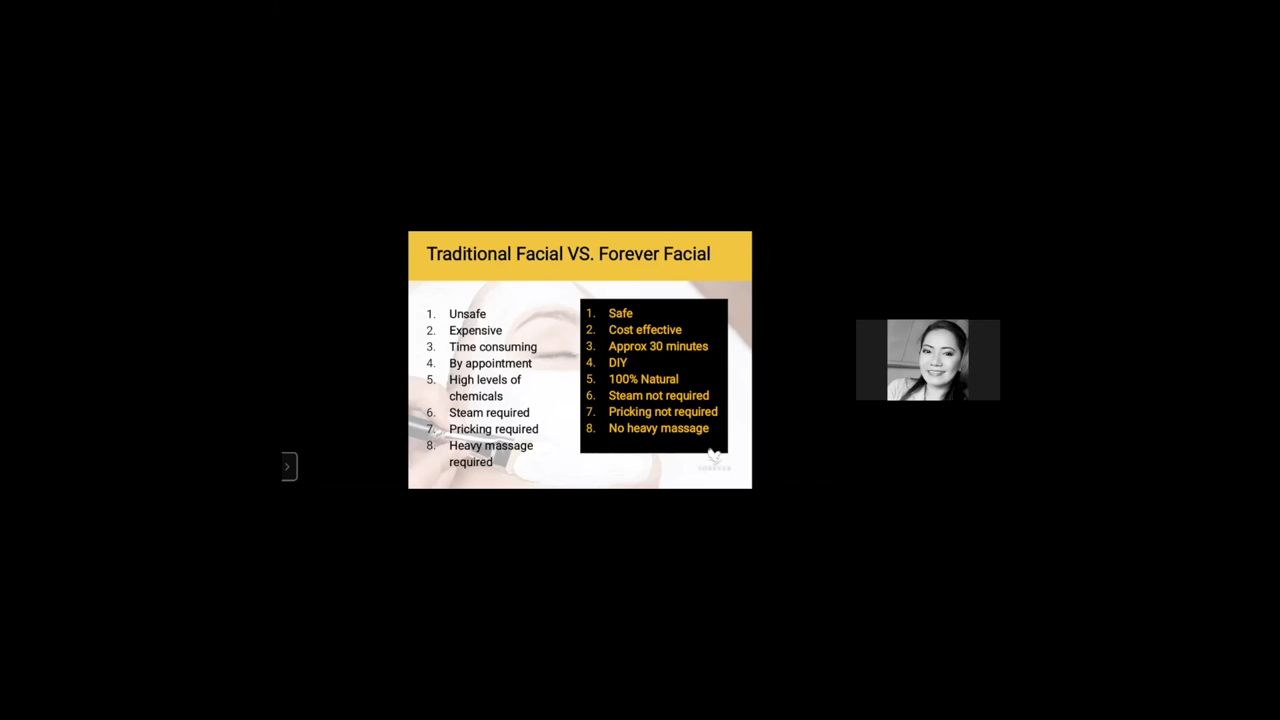 Traditional Facial VS. Forever Facial
1. Unsafe
2. Expensive
3. Time consuming
4. By appointment
5. High levels of
chemicals
6. Steam required
7. Pricking required
8. Heavy massage
required
1. Safe
2. Cost effective
3. Approx 30 minutes
4. DIY
5. 100% Natural
6. Steam not required
7. Pricking not required
8. No heavy massage
FOREVER